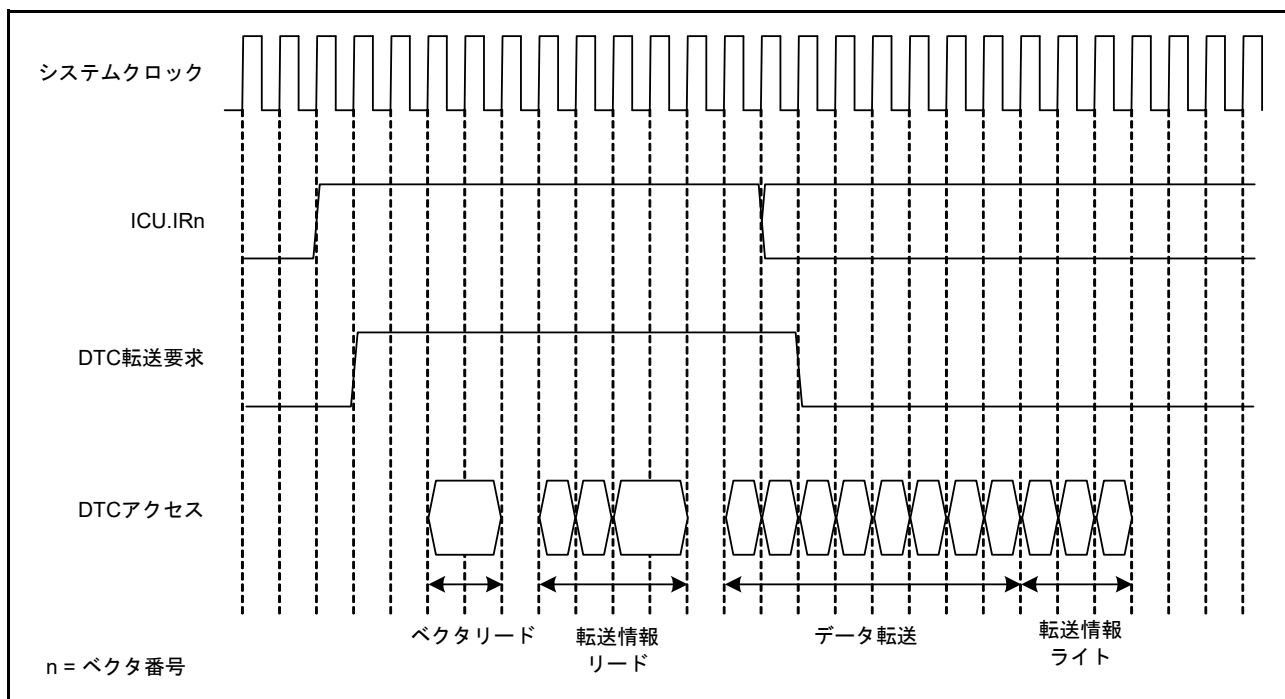 システムクロック
ICU.IRn
DTC転送要求
DTCアクセス
ベクタリード
転送情報
リード
データ転送
転送情報
ライト
n = ベクタ番号